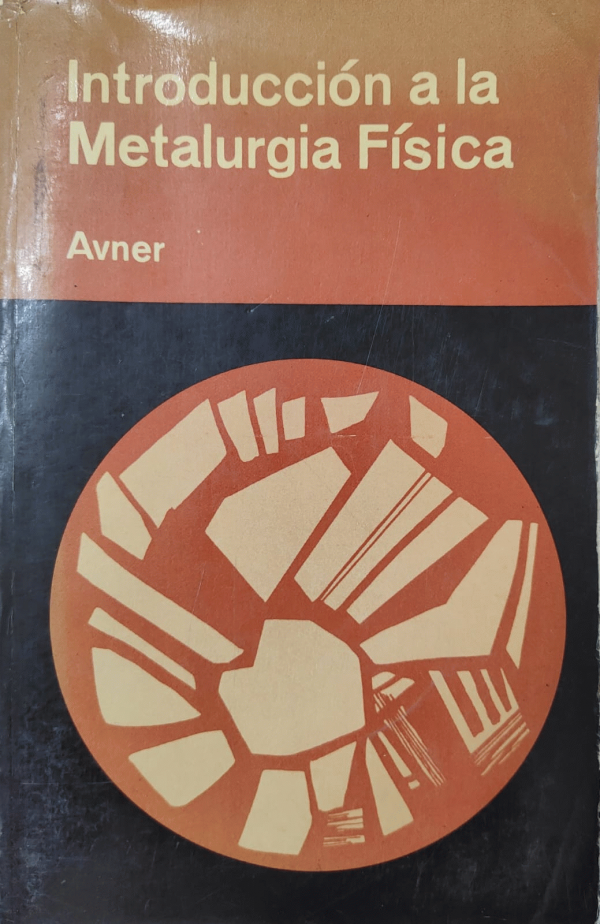 Introducción a la
Metalurgia Física
Avner